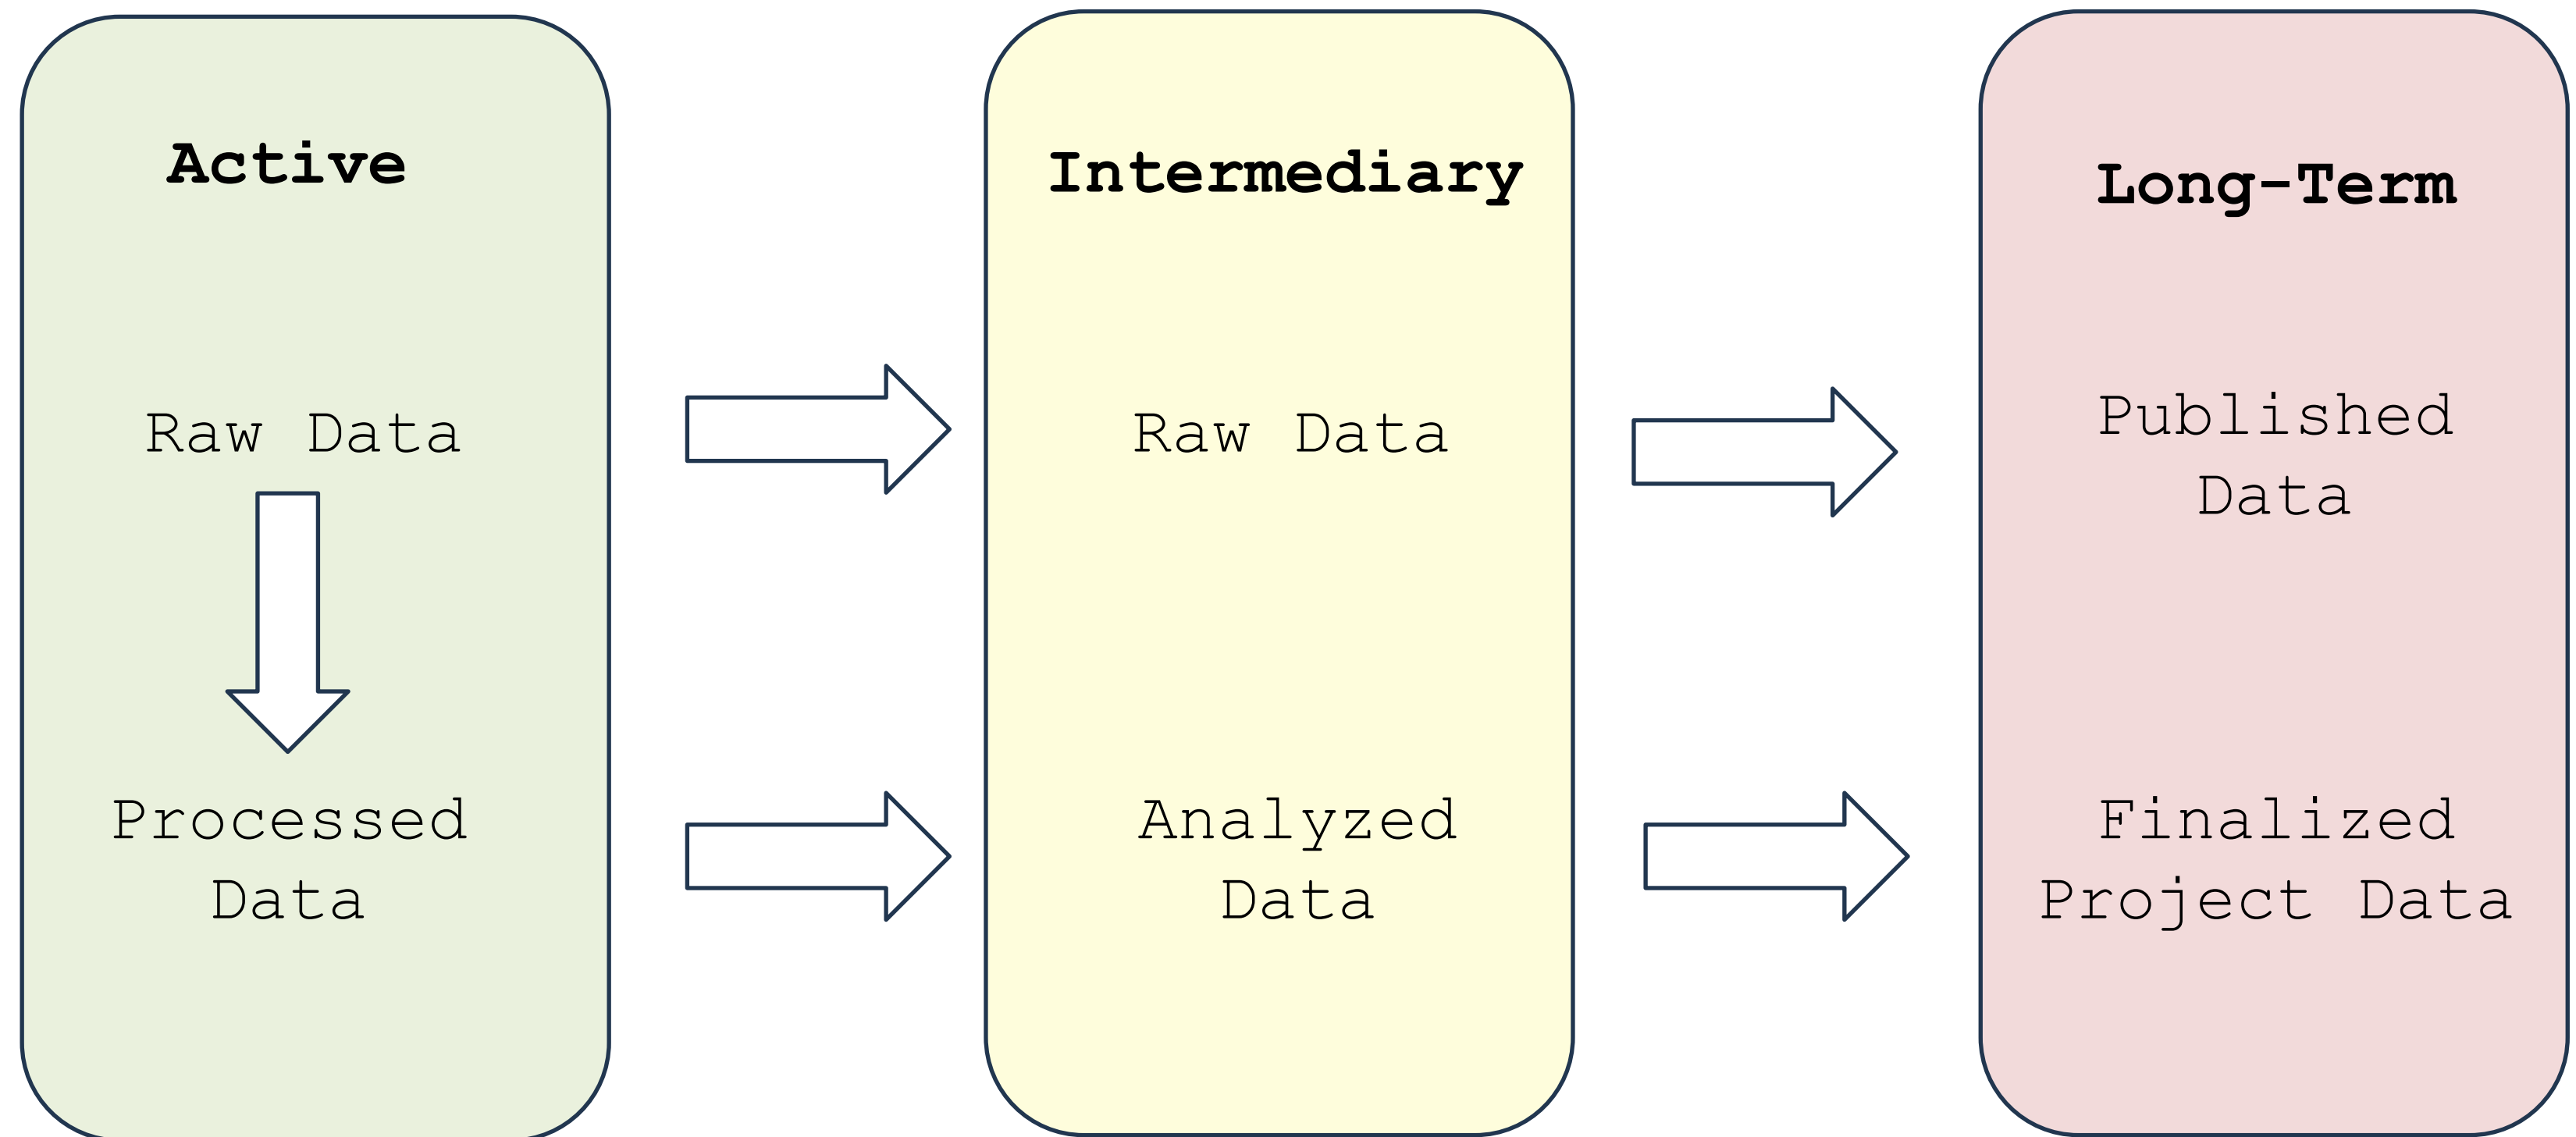 Active
Raw Data
Processed
Data
Intermediary
Raw Data
Analyzed
Data
Long-Term
Published
Data
Finalized
Project Data